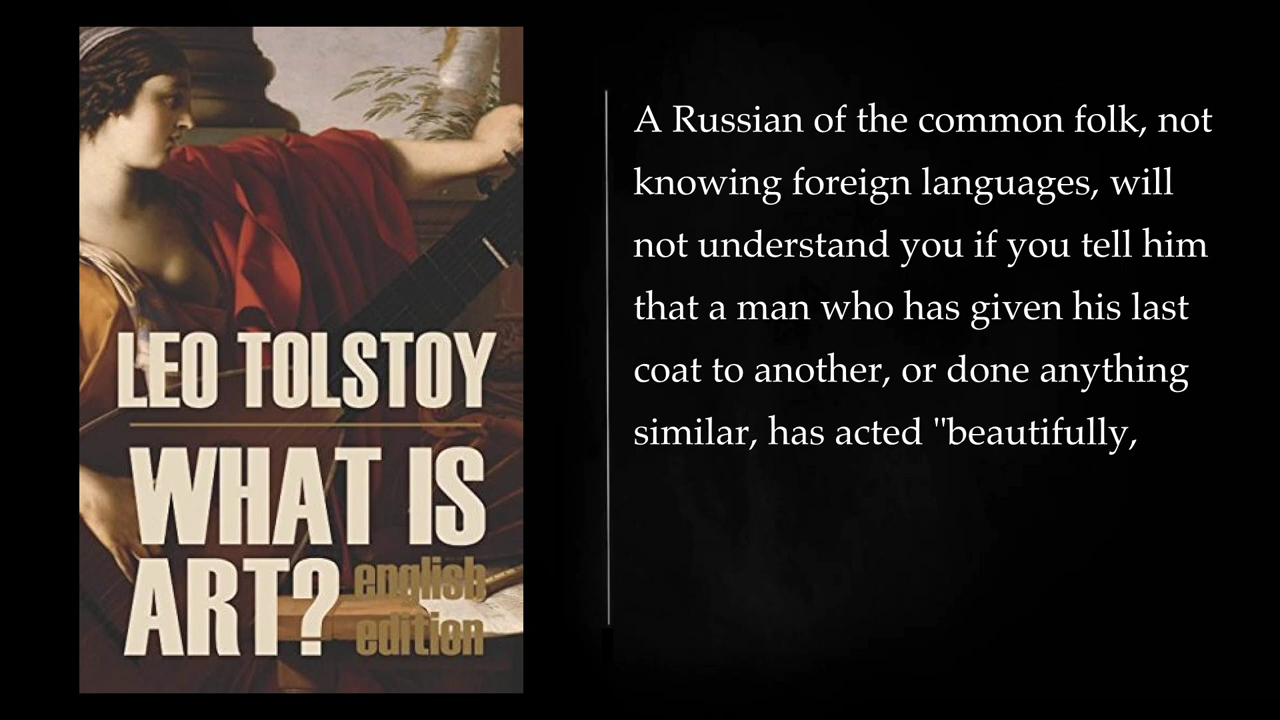 LEO TOLSTOY
WHAT IS
ART?
english
edition
A Russian of the common folk, not
knowing foreign languages, will
not understand you if you tell him
that a man who has given his last
coat to another, or done anything
similar, has acted "beautifully,